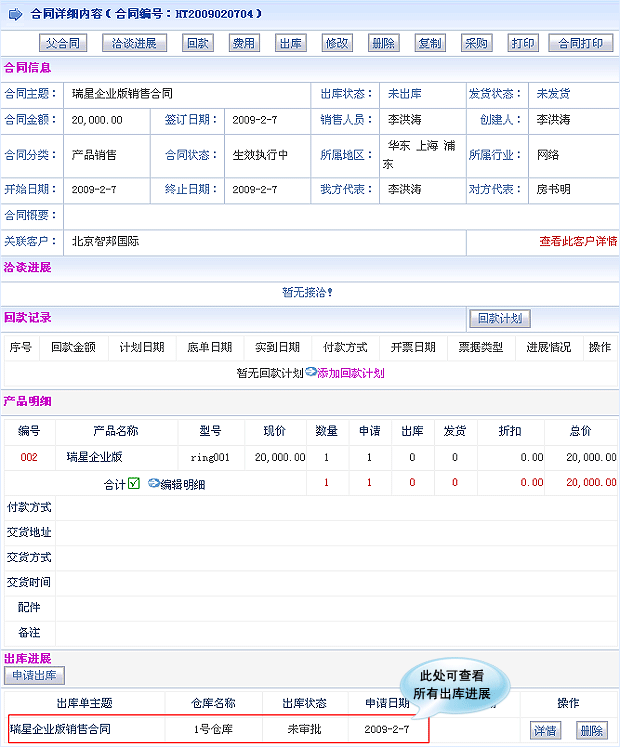 合同详细内容（合同编号：HT2009020704）
父合同 洽谈进展 回款 费用 出库 修改 删除 复制 采购 打印 合同打印
合同信息
合同主题： 瑞星企业版销售合同 出库状态： 未出库 发货状态： 未发货
合同金额： 20,000.00 签订日期： 2009-2-7 销售人员： 李洪涛 创建人： 李洪涛
合同分类： 产品销售 合同状态： 生效执行中 所属地区： 华东 上海 浦东 所属行业： 网络
开始日期： 2009-2-7 终止日期： 2009-2-7 我方代表： 李洪涛 对方代表： 房书明
合同概要：
关联客户： 北京智邦国际 查看此客户详情
洽谈进展
暂无接洽！
回款记录 回款计划
序号 回款金额 计划日期 底单日期 实到日期 付款方式 开票日期 票据类型 进展情况 操作
暂无回款计划 添加回款计划
产品明细
编号 产品名称 型号 现价 数量 申请 出库 发货 折扣 总价
002 瑞星企业版 ring001 20,000.00 1 1 0 0 0.00 20,000.00
合计 编辑明细 1 1 0 0 0.00 20,000.00
付款方式
交货地址
交货方式
交货时间
配件
备注
出库进展
申请出库
此处可查看
所有出库进展
出库单主题 仓库名称 出库状态 申请日期 操作
瑞星企业版销售合同 1号仓库 未审批 2009-2-7 详情 删除